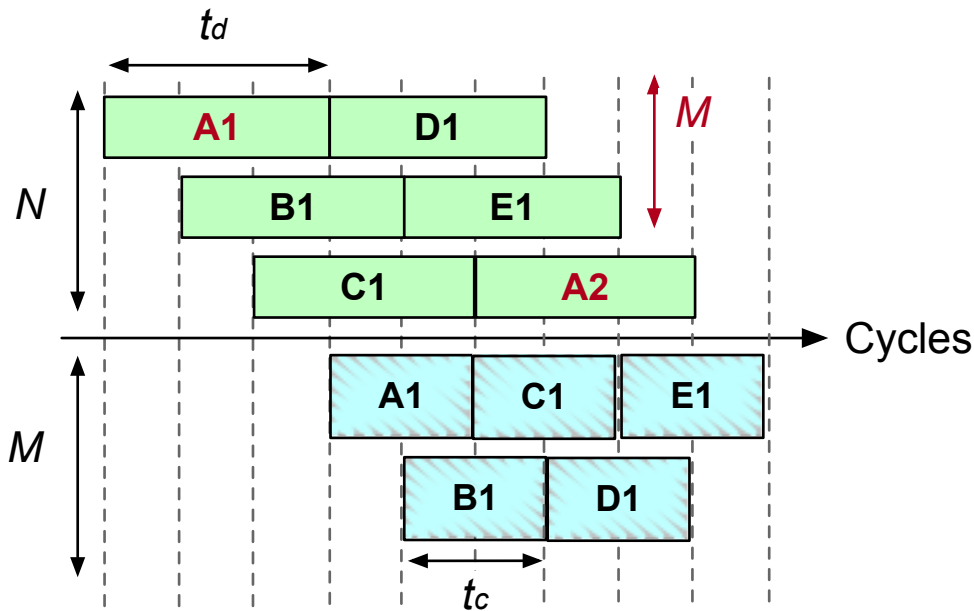 td
A1 D1
M
N
B1 E1
C1 A2
Cycles
A1 C1 E1
M
B1 D1
tc